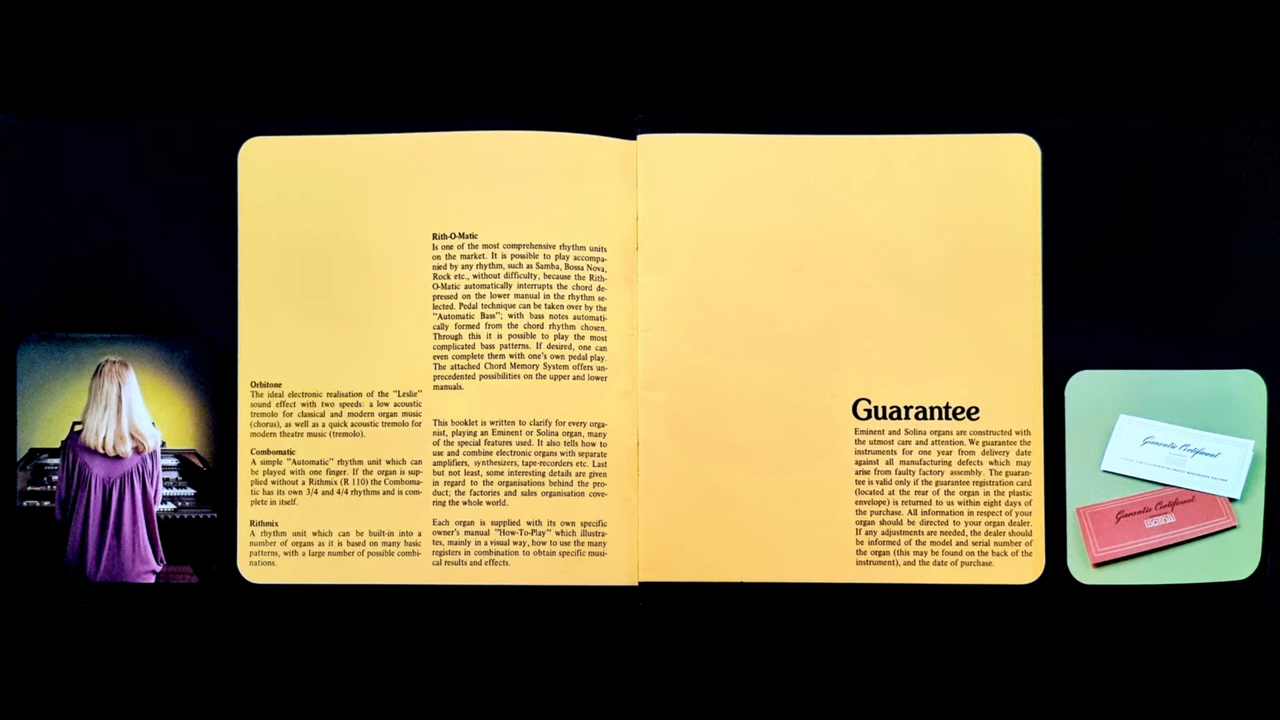 Orbitone
The ideal electronic realisation of the "Leslie"
sound effect with two speeds: a low acoustic
tremolo for classical and modern organ music
(chorus), as well as a quick acoustic tremolo for
modern theatre music (tremolo).
Combomatic
A simple "Automatic" rhythm unit which can
be played with one finger. If the organ is sup-
plied without a Rithmix (R 110) the Comboma-
tic has its own 3/4 and 4/4 rhythms and is com-
plete in itself.
Rithmix
A rhythm unit which can be built-in into a
number of organs as it is based on many basic
patterns, with a large number of possible combi-
nations.
Rith-O-Matic
Is one of the most comprehensive rhythm units
on the market. It is possible to play accompa-
nied by any rhythm, such as Samba, Bossa Nova,
Rock etc., without difficulty, because the Rith-
O-Matic automatically interrupts the chord de-
pressed on the lower manual in the rhythm se-
lected. Pedal technique can be taken over by the
"Automatic Bass"; with bass notes automati-
cally formed from the chord rhythm chosen.
Through this it is possible to play the most
complicated bass patterns. If desired, one can
even complete them with one's own pedal play.
The attached Chord Memory System offers un-
precedented possibilities on the upper and lower
manuals.
This booklet is written to clarify for every orga-
nist, playing an Eminent or Solina organ, many
of the special features used. It also tells how to
use and combine electronic organs with separate
amplifiers, synthesizers, tape-recorders etc. Last
but not least, some interesting details are given
in regard to the organisations behind the pro-
duct; the factories and sales organisation cove-
ring the whole world.
Each organ is supplied with its own specific
owner's manual "How-To-Play" which illustra-
tes, mainly in a visual way, how to use the many
registers in combination to obtain specific musi-
cal results and effects.
Guarantee
Eminent and Solina organs are constructed with
the utmost care and attention. We guarantee the
instruments for one year from delivery date
against all manufacturing defects which may
arise from faulty factory assembly. The guaran-
tee is valid only if the guarantee registration card
(located at the rear of the organ in the plastic
envelope) is returned to us within eight days of
the purchase. All information in respect of your
organ should be directed to your organ dealer.
If any adjustments are needed, the dealer should
be informed of the model and serial number of
the organ (this may be found on the back of the
instrument), and the date of purchase.
Garantie Certificaat
Garantie Certificaat
solina